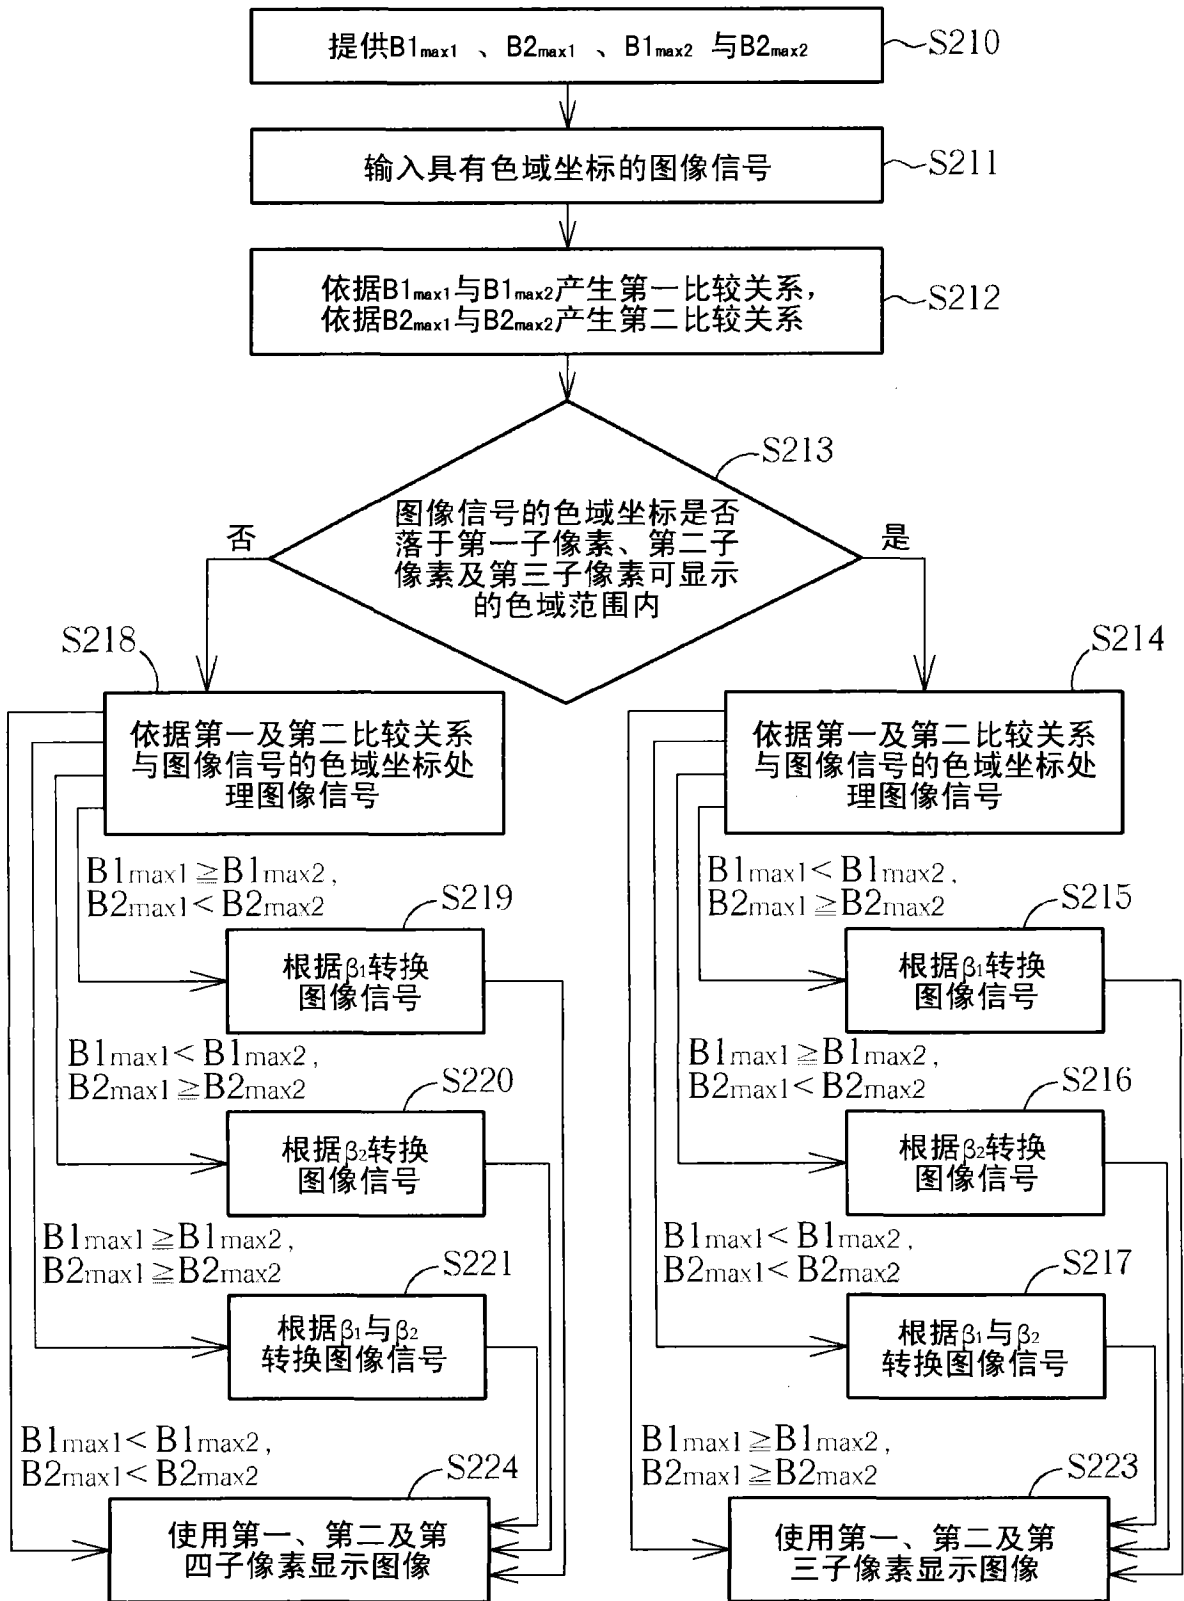 提供B1max1 、B2max1 、B1max2 与B2max2
S210
输入具有色域坐标的图像信号
S211
依据B1max1与B1max2产生第一比较关系，
依据B2max1与B2max2产生第二比较关系
S212
S213
图像信号的色域坐标是否
落于第一子像素、第二子
像素及第三子像素可显示
的色域范围内
否
是
S218
依据第一及第二比较关系
与图像信号的色域坐标处
理图像信号
B1max1≧B1max2,
B2max1<B2max2
S219
根据β1转换
图像信号
B1max1<B1max2,
B2max1≧B2max2
S220
根据β2转换
图像信号
B1max1≧B1max2,
B2max1≧B2max2
S221
根据β1与β2
转换图像信号
B1max1<B1max2,
B2max1<B2max2
S224
使用第一、第二及第
四子像素显示图像
S214
依据第一及第二比较关系
与图像信号的色域坐标处
理图像信号
B1max1<B1max2,
B2max1≧B2max2
S215
根据β1转换
图像信号
B1max1≧B1max2,
B2max1<B2max2
S216
根据β2转换
图像信号
B1max1<B1max2,
B2max1<B2max2
S217
根据β1与β2
转换图像信号
B1max1≧B1max2,
B2max1≧B2max2
S223
使用第一、第二及第
三子像素显示图像